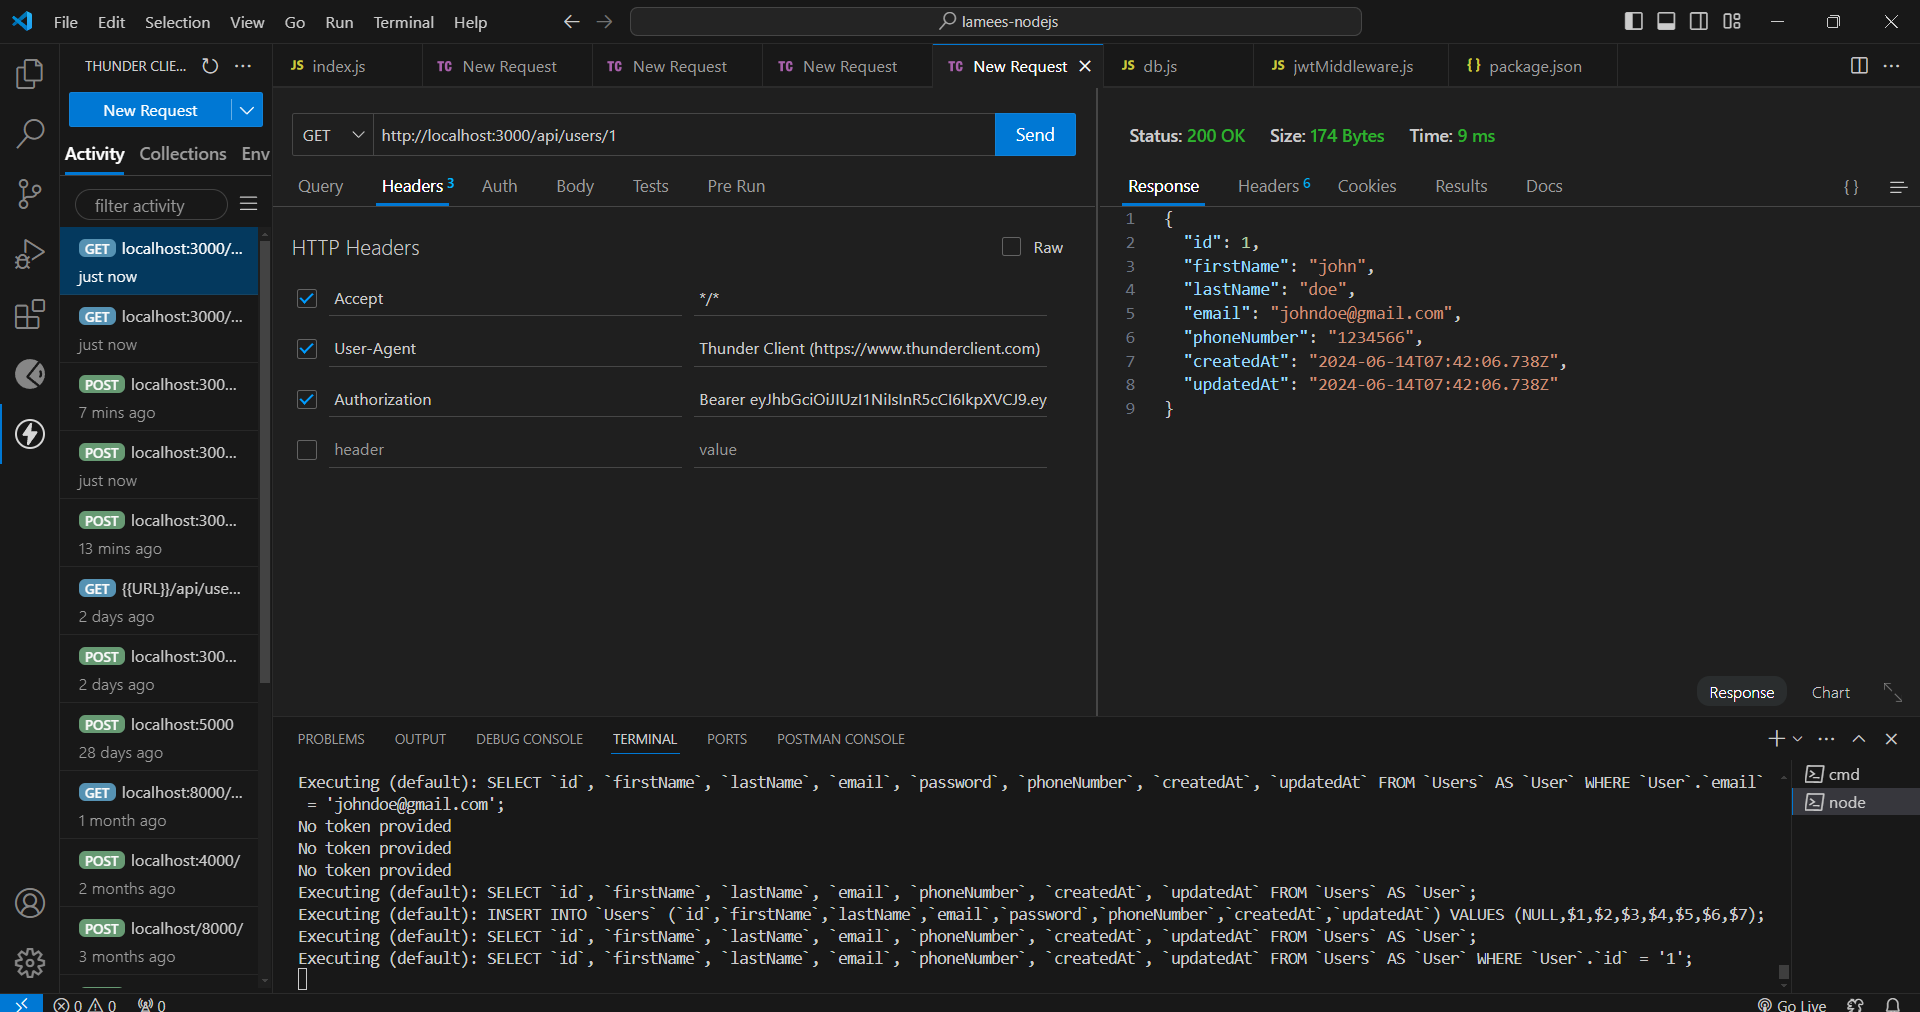 File Edit Selection View Go Run Terminal Help lamees-nodejs
THUNDER CLIE... ···
JS index.js TC New Request TC New Request TC New Request TC New Request JS db.js JS jwtMiddleware.js {} package.json
New Request
Activity Collections Env
filter activity
GET localhost:3000/...
just now
GET localhost:3000/...
just now
POST localhost:300...
7 mins ago
POST localhost:300...
just now
POST localhost:300...
13 mins ago
GET {{URL}}/api/use...
2 days ago
POST localhost:300...
2 days ago
POST localhost:5000
28 days ago
GET localhost:8000/...
1 month ago
POST localhost:4000/
2 months ago
POST localhost/8000/
3 months ago
GET http://localhost:3000/api/users/1 Send
Query Headers 3 Auth Body Tests Pre Run
HTTP Headers Raw
Accept */*
User-Agent Thunder Client (https://www.thunderclient.com)
Authorization Bearer eyJhbGciOiJIUzI1NiIsInR5cCI6IkpXVCJ9.ey
header value
Status: 200 OK Size: 174 Bytes Time: 9 ms
Response Headers 6 Cookies Results Docs {}
1 {
2 "id": 1,
3 "firstName": "john",
4 "lastName": "doe",
5 "email": "johndoe@gmail.com",
6 "phoneNumber": "1234566",
7 "createdAt": "2024-06-14T07:42:06.738Z",
8 "updatedAt": "2024-06-14T07:42:06.738Z"
9 }
Response Chart
PROBLEMS OUTPUT DEBUG CONSOLE TERMINAL PORTS POSTMAN CONSOLE
Executing (default): SELECT `id`, `firstName`, `lastName`, `email`, `password`, `phoneNumber`, `createdAt`, `updatedAt` FROM `Users` AS `User` WHERE `User`.`email`
= 'johndoe@gmail.com';
No token provided
No token provided
No token provided
Executing (default): SELECT `id`, `firstName`, `lastName`, `email`, `phoneNumber`, `createdAt`, `updatedAt` FROM `Users` AS `User`;
Executing (default): INSERT INTO `Users` (`id`,`firstName`,`lastName`,`email`,`password`,`phoneNumber`,`createdAt`,`updatedAt`) VALUES (NULL,$1,$2,$3,$4,$5,$6,$7);
Executing (default): SELECT `id`, `firstName`, `lastName`, `email`, `phoneNumber`, `createdAt`, `updatedAt` FROM `Users` AS `User`;
Executing (default): SELECT `id`, `firstName`, `lastName`, `email`, `phoneNumber`, `createdAt`, `updatedAt` FROM `Users` AS `User` WHERE `User`.`id` = '1';
cmd
node
0 0 0 Go Live